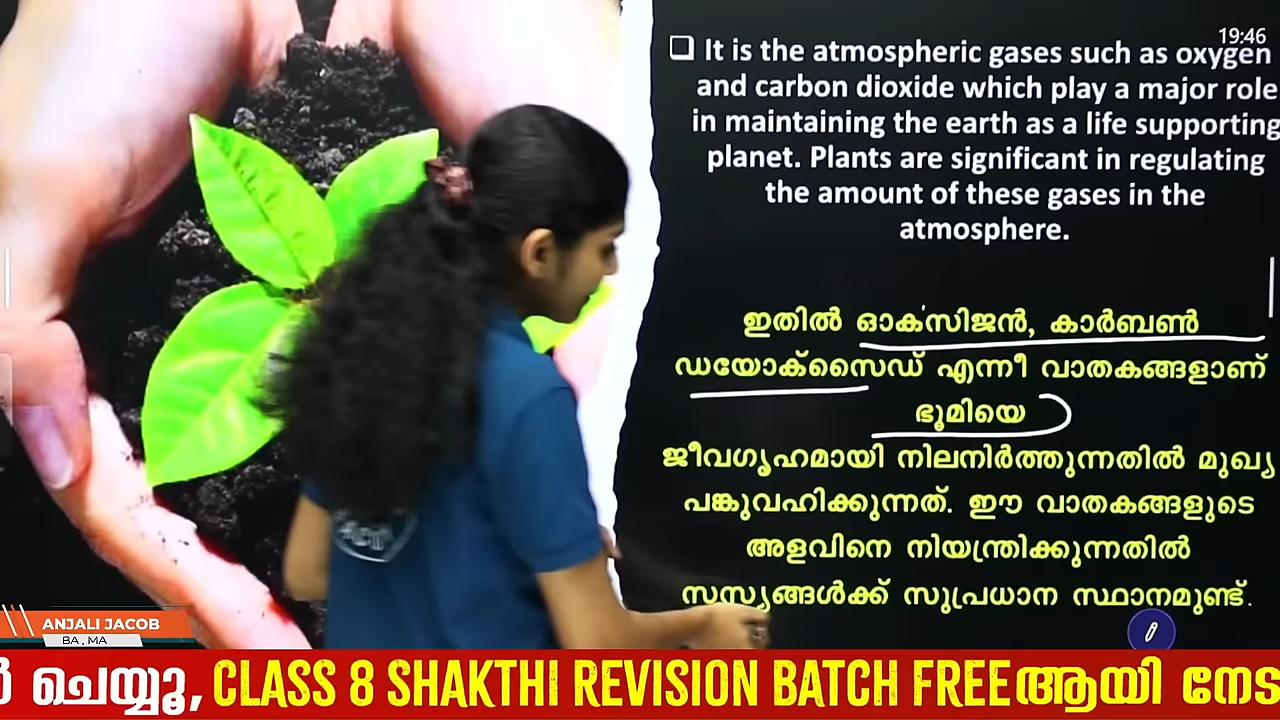 19:46
❑ It is the atmospheric gases such as oxygen
and carbon dioxide which play a major role
in maintaining the earth as a life supporting
planet. Plants are significant in regulating
the amount of these gases in the
atmosphere.
ഇതിൽ ഓക്സിജൻ, കാർബൺ
ഡയോക്സൈഡ് എന്നീ വാതകങ്ങളാണ്
ഭൂമിയെ
ജീവഗൃഹമായി നിലനിർത്തുന്നതിൽ മുഖ്യ
പങ്കുവഹിക്കുന്നത്. ഈ വാതകങ്ങളുടെ
അളവിനെ നിയന്ത്രിക്കുന്നതിൽ
സസ്യങ്ങൾക്ക് സുപ്രധാന സ്ഥാനമുണ്ട്.
ANJALI JACOB
BA , MA
ചെയ്യൂ, CLASS 8 SHAKTHI REVISION BATCH FREE ആയി